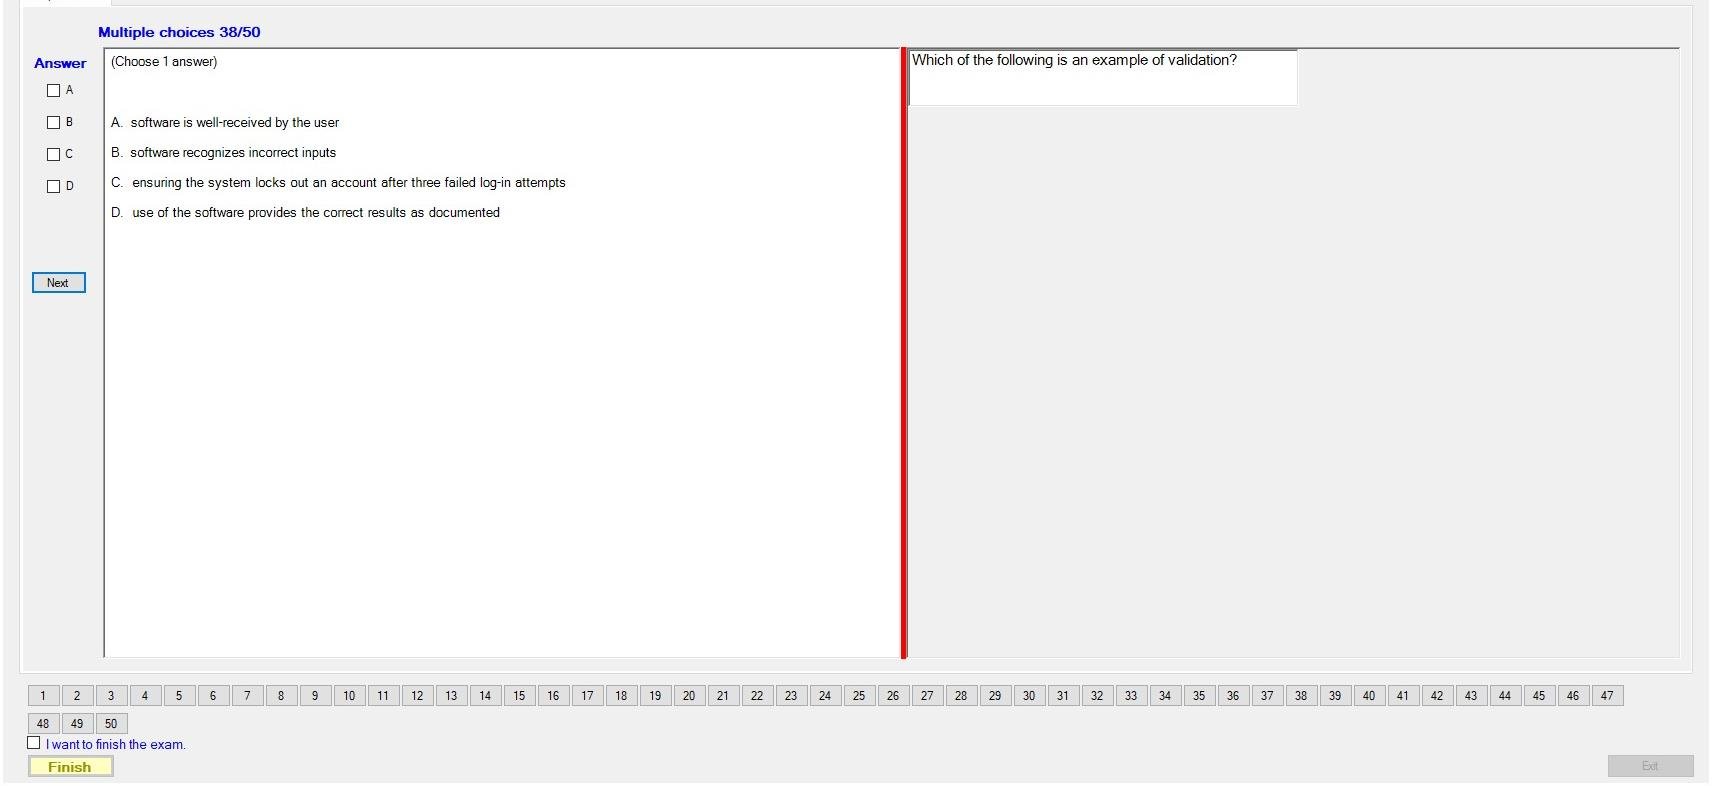 Multiple choices 38/50
Answer
(Choose 1 answer)
Which of the following is an example of validation?
A
B
C
D
A. software is well-received by the user
B. software recognizes incorrect inputs
C. ensuring the system locks out an account after three failed log-in attempts
D. use of the software provides the correct results as documented
Next
1 2 3 4 5 6 7 8 9 10 11 12 13 14 15 16 17 18 19 20 21 22 23 24 25 26 27 28 29 30 31 32 33 34 35 36 37 38 39 40 41 42 43 44 45 46 47
48 49 50
I want to finish the exam.
Finish
Exit